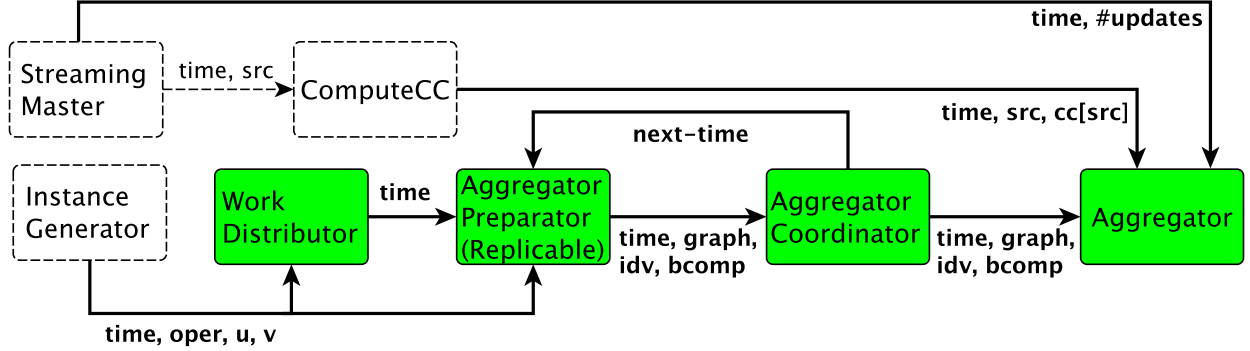 time, #updates
Streaming
Master
time, src
ComputeCC
time, src, cc[src]
next-time
Instance
Generator
Work
Distributor
time
Aggregator
Preparator
(Replicable)
time, graph,
idv, bcomp
Aggregator
Coordinator
time, graph,
idv, bcomp
Aggregator
time, oper, u, v